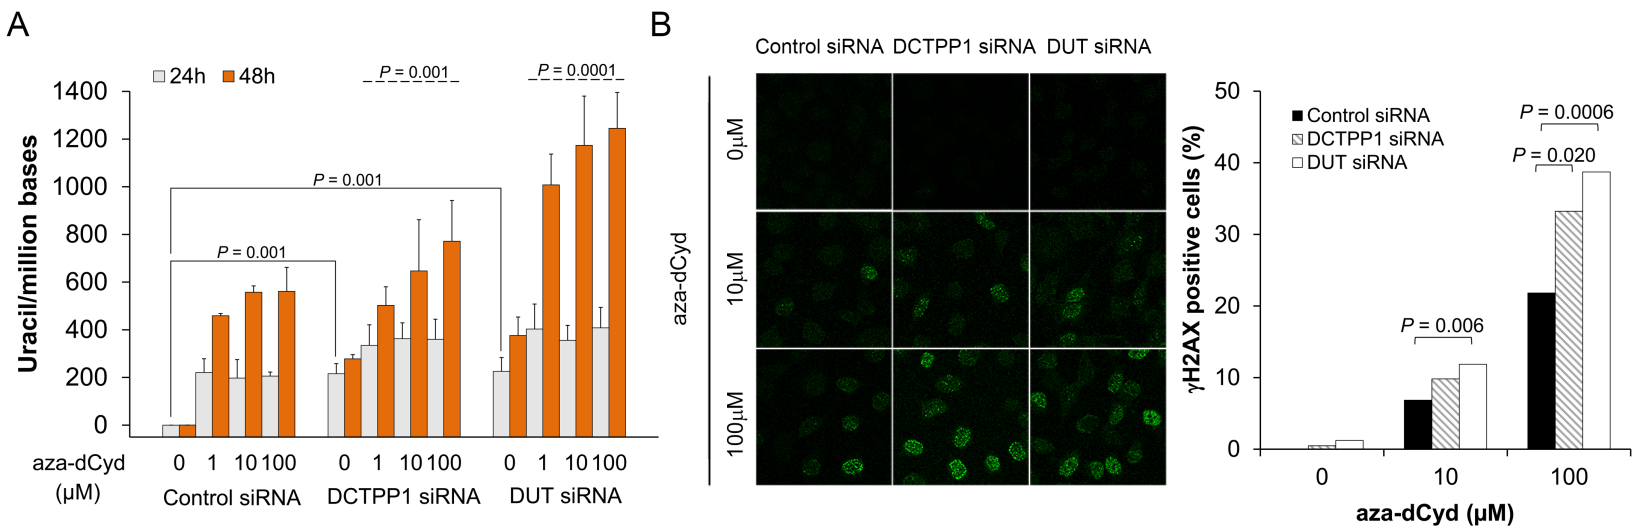 A
24h 48h
P = 0.001
P = 0.0001
1400
1200
1000
800
600
400
200
0
Uracil/million bases
P = 0.001
P = 0.001
aza-dCyd
(µM)
0 1 10 100 0 1 10 100 0 1 10 100
Control siRNA DCTPP1 siRNA DUT siRNA
B
Control siRNA DCTPP1 siRNA DUT siRNA
aza-dCyd
0µM
10µM
100µM
γH2AX positive cells (%)
50
40
30
20
10
0
Control siRNA
DCTPP1 siRNA
DUT siRNA
P = 0.0006
P = 0.020
P = 0.006
0 10 100
aza-dCyd (µM)